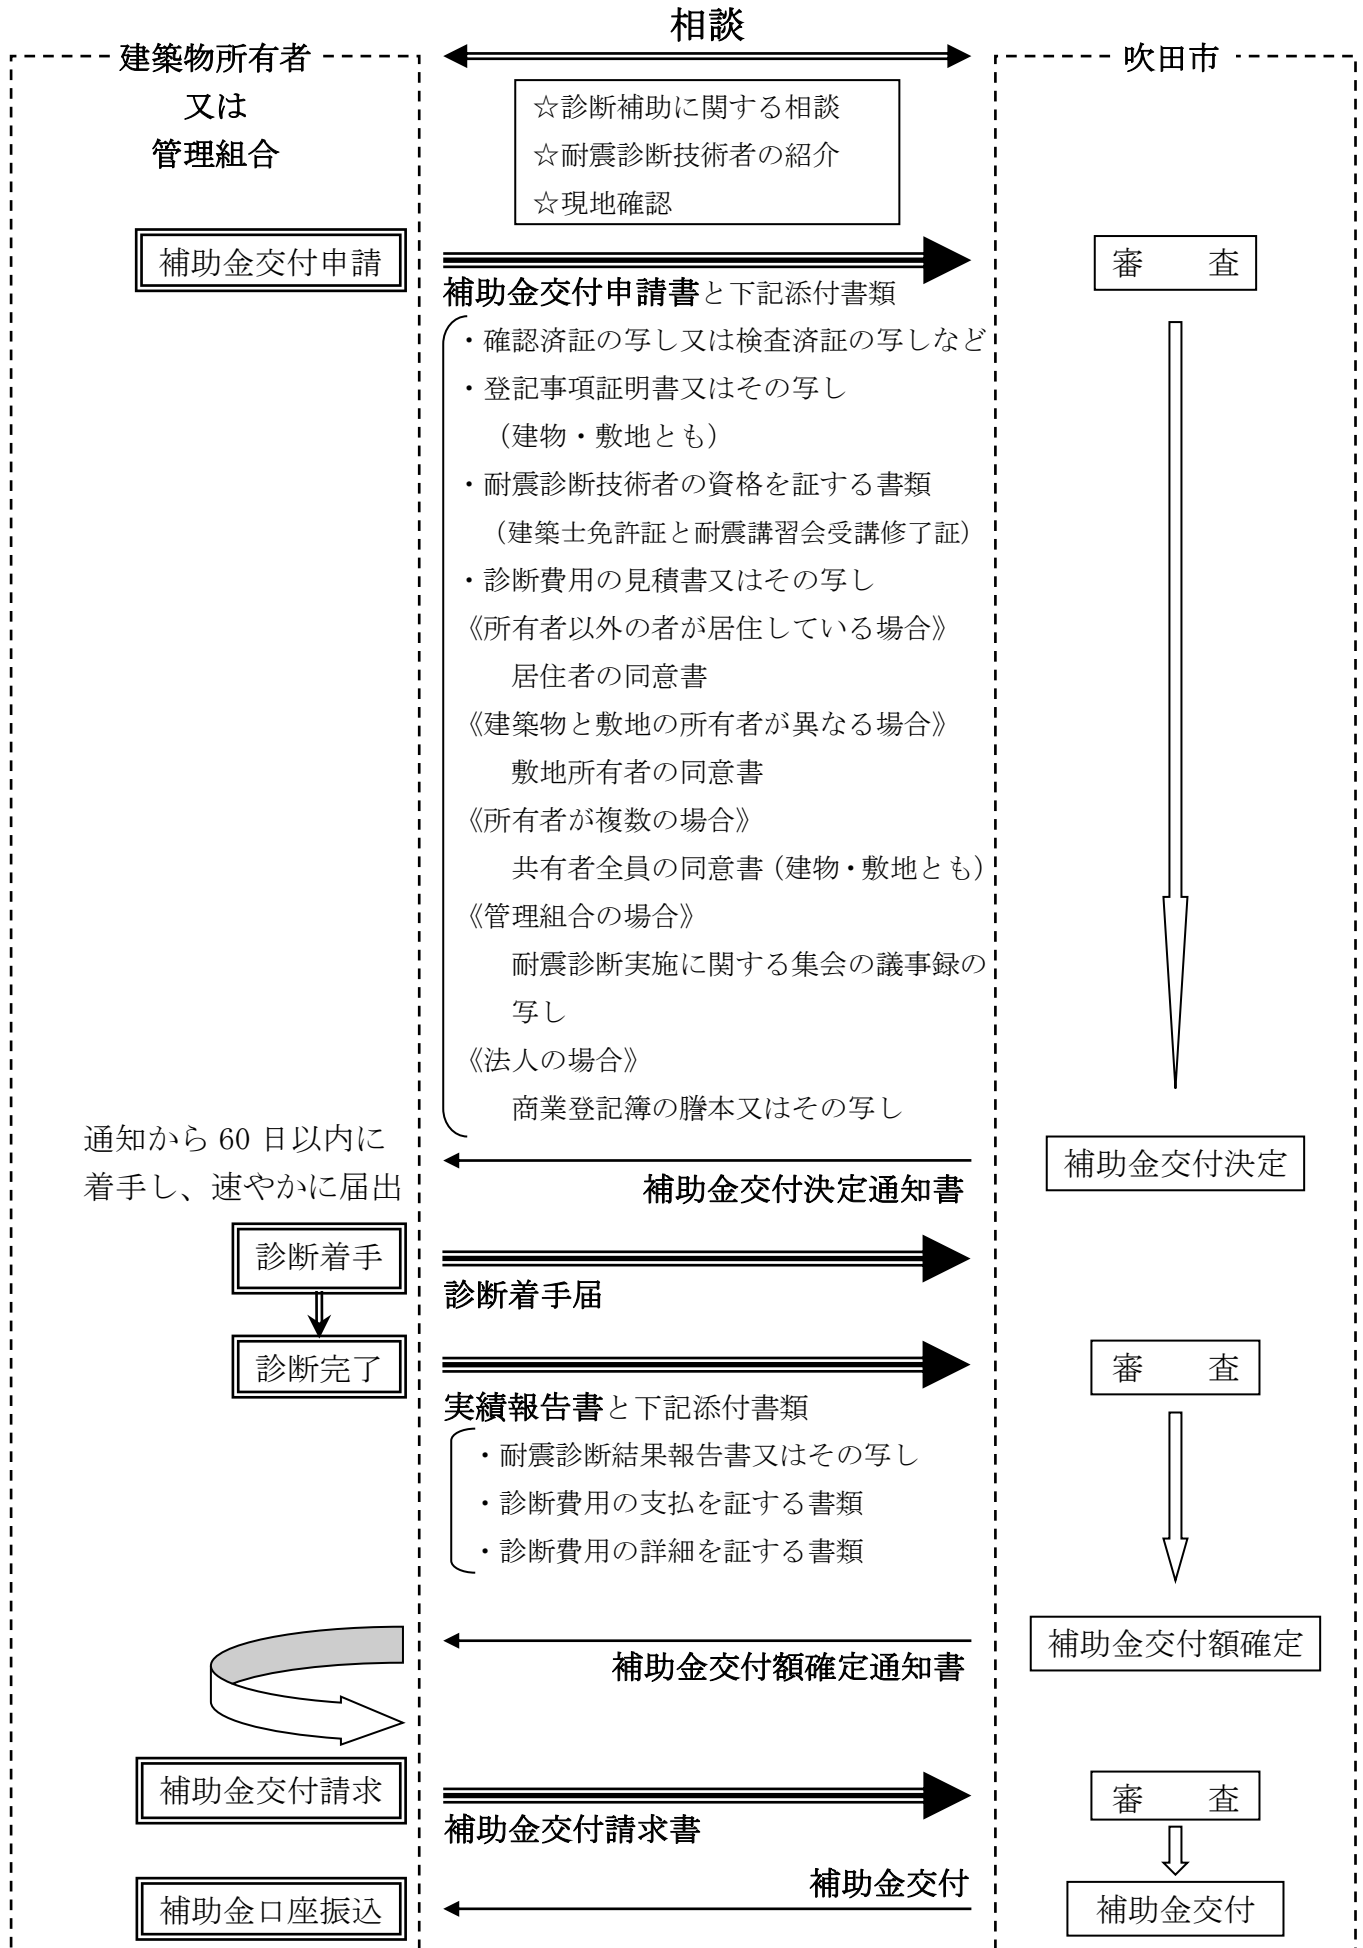 相談
建築物所有者
又は
管理組合
吹田市
☆診断補助に関する相談
☆耐震診断技術者の紹介
☆現地確認
補助金交付申請
審　査
補助金交付申請書と下記添付書類
・確認済証の写し又は検査済証の写しなど
・登記事項証明書又はその写し
（建物・敷地とも）
・耐震診断技術者の資格を証する書類
（建築士免許証と耐震講習会受講修了証）
・診断費用の見積書又はその写し
《所有者以外の者が居住している場合》
居住者の同意書
《建築物と敷地の所有者が異なる場合》
敷地所有者の同意書
《所有者が複数の場合》
共有者全員の同意書（建物・敷地とも）
《管理組合の場合》
耐震診断実施に関する集会の議事録の
写し
《法人の場合》
商業登記簿の謄本又はその写し
通知から 60 日以内に
着手し、速やかに届出
補助金交付決定
補助金交付決定通知書
診断着手
診断着手届
診断完了
審　査
実績報告書と下記添付書類
・耐震診断結果報告書又はその写し
・診断費用の支払を証する書類
・診断費用の詳細を証する書類
補助金交付額確定
補助金交付額確定通知書
補助金交付請求
審　査
補助金交付請求書
補助金交付
補助金口座振込
補助金交付